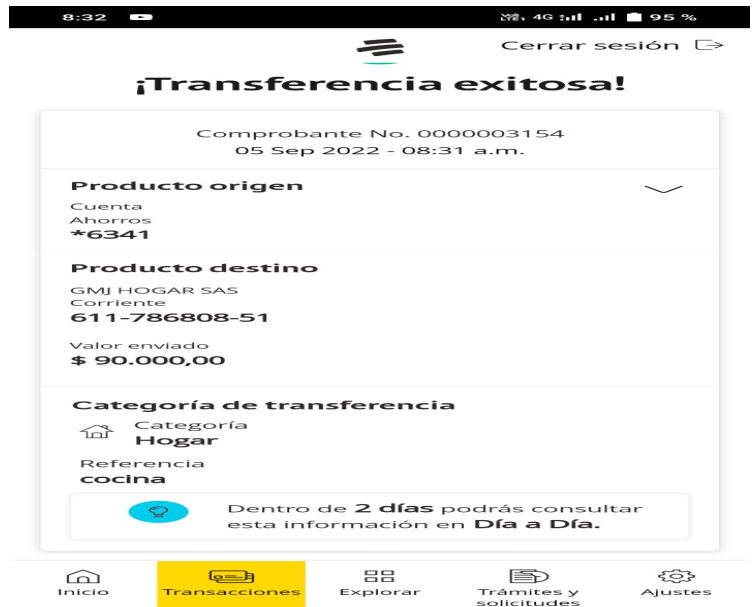 8:32
4G
95 %
Cerrar sesión
¡Transferencia exitosa!
Comprobante No. 0000003154
05 Sep 2022 - 08:31 a.m.
Producto origen
Cuenta
Ahorros
*6341
Producto destino
GMJ HOGAR SAS
Corriente
611-786808-51
Valor enviado
$ 90.000,00
Categoría de transferencia
Categoría
Hogar
Referencia
cocina
Dentro de 2 días podrás consultar
esta información en Día a Día.
Inicio
Transacciones
Explorar
Trámites y
solicitudes
Ajustes